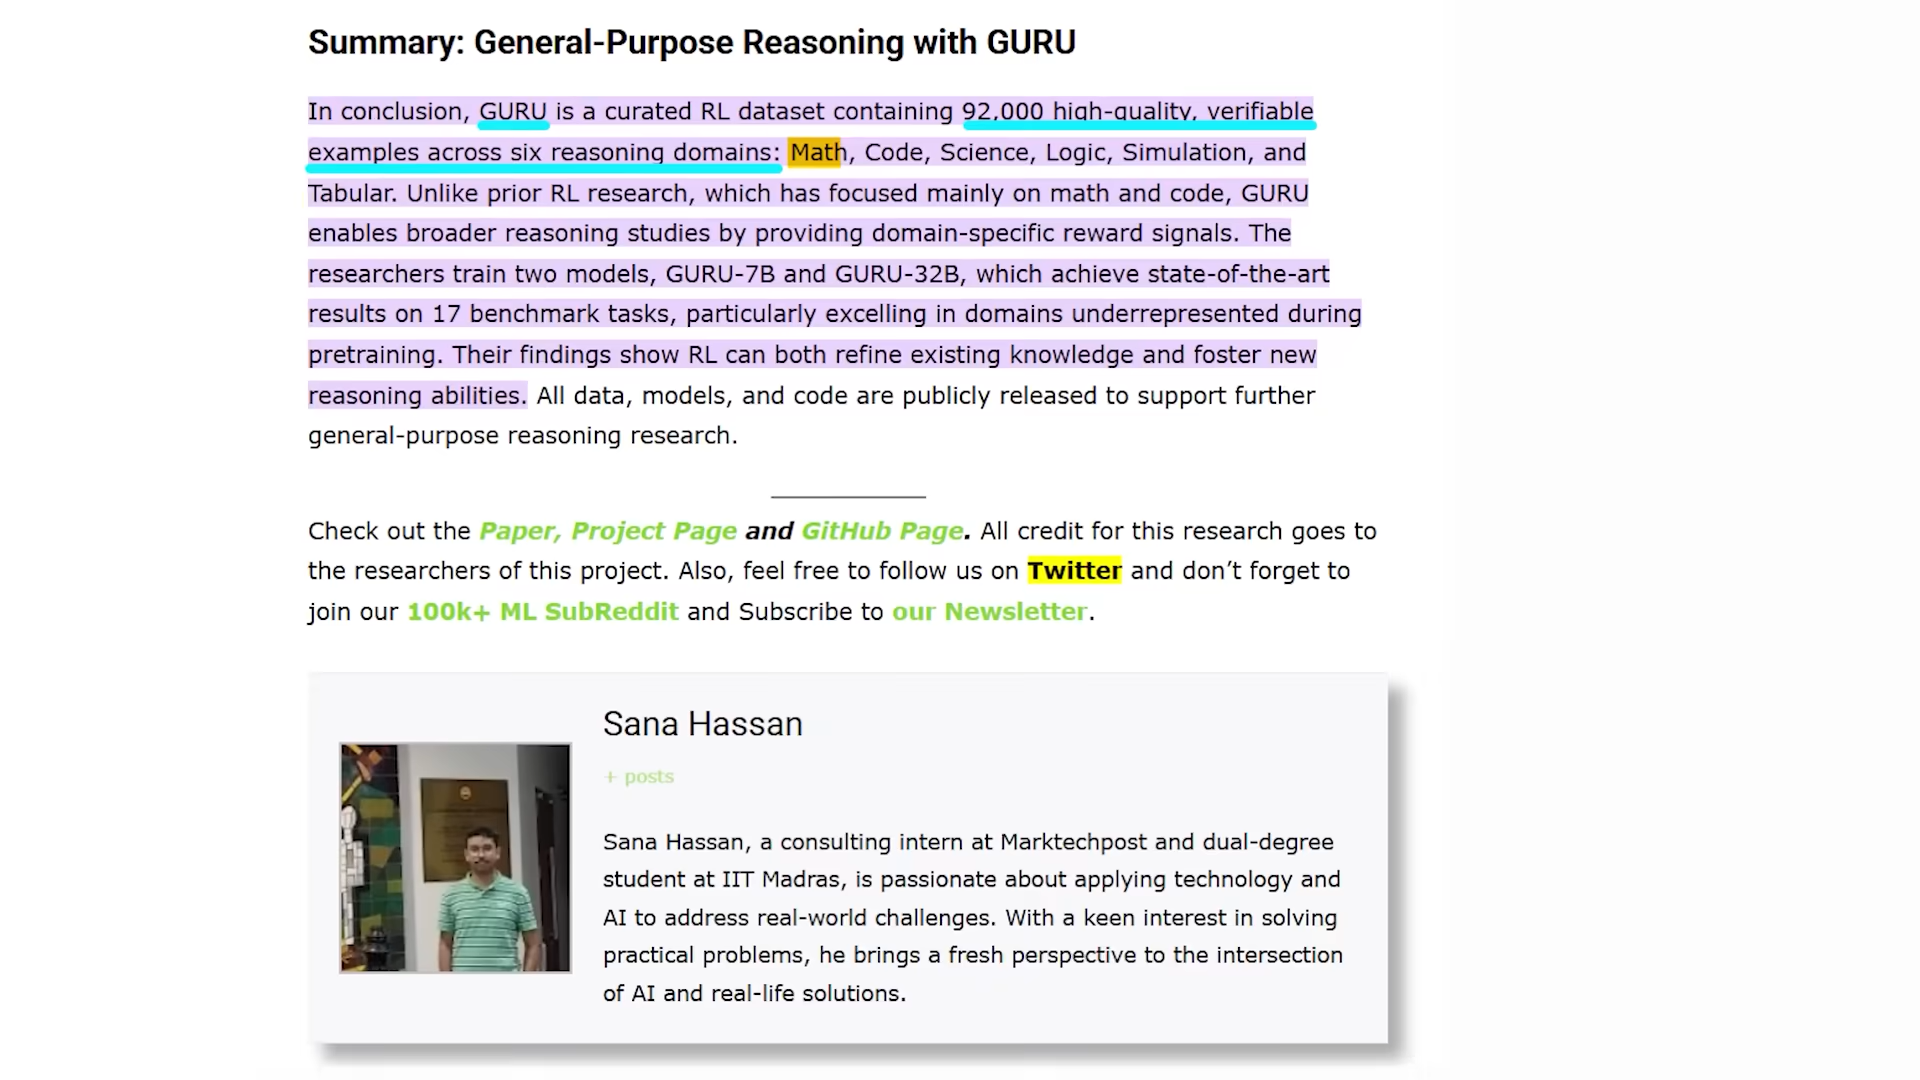 Summary: General-Purpose Reasoning with GURU
In conclusion, GURU is a curated RL dataset containing 92,000 high-quality, verifiable
examples across six reasoning domains: Math, Code, Science, Logic, Simulation, and
Tabular. Unlike prior RL research, which has focused mainly on math and code, GURU
enables broader reasoning studies by providing domain-specific reward signals. The
researchers train two models, GURU-7B and GURU-32B, which achieve state-of-the-art
results on 17 benchmark tasks, particularly excelling in domains underrepresented during
pretraining. Their findings show RL can both refine existing knowledge and foster new
reasoning abilities. All data, models, and code are publicly released to support further
general-purpose reasoning research.
Check out the Paper, Project Page and GitHub Page. All credit for this research goes to
the researchers of this project. Also, feel free to follow us on Twitter and don’t forget to
join our 100k+ ML SubReddit and Subscribe to our Newsletter.
Sana Hassan
+ posts
Sana Hassan, a consulting intern at Marktechpost and dual-degree
student at IIT Madras, is passionate about applying technology and
AI to address real-world challenges. With a keen interest in solving
practical problems, he brings a fresh perspective to the intersection
of AI and real-life solutions.